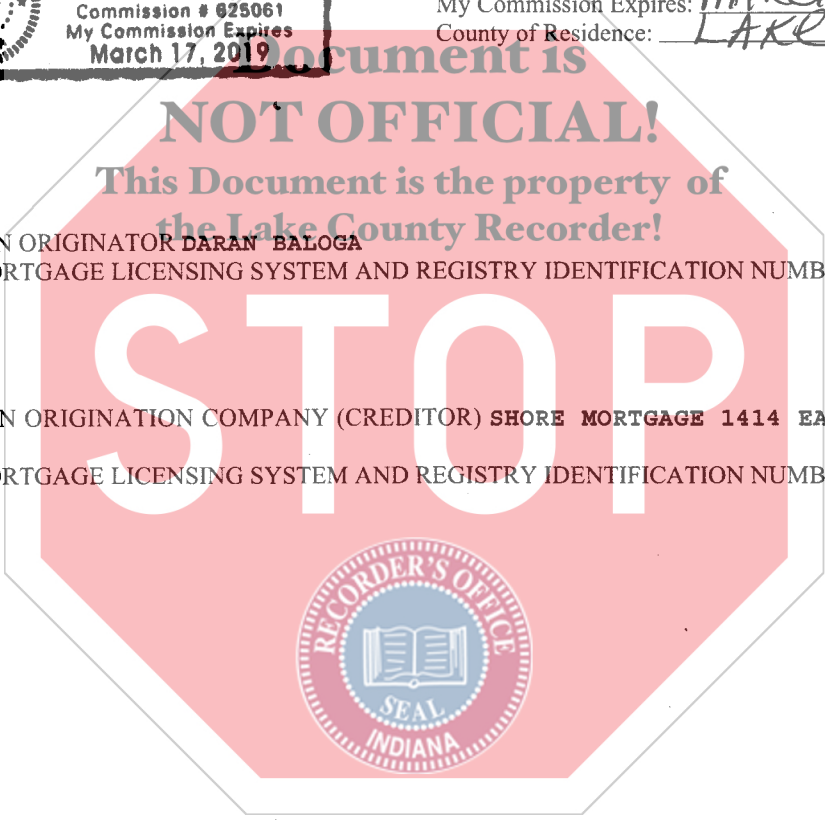 Commission # 625061
My Commission Expires
March 17, 2019
My Commission Expires:
County of Residence: LAKE
Document is
NOT OFFICIAL!
This Document is the property of
the Lake County Recorder!
N ORIGINATOR DARAN BALOGA
RTGAGE LICENSING SYSTEM AND REGISTRY IDENTIFICATION NUMB
STOP
N ORIGINATION COMPANY (CREDITOR) SHORE MORTGAGE 1414 EA
RTGAGE LICENSING SYSTEM AND REGISTRY IDENTIFICATION NUMB
RECORDER'S OFFICE
SEAL
INDIANA